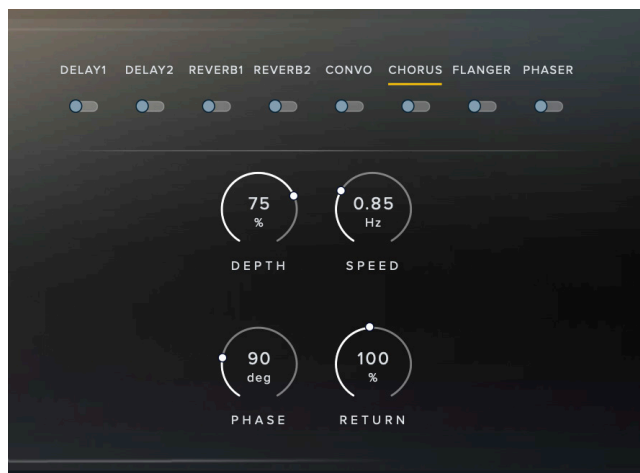 DELAY1 DELAY2 REVERB1 REVERB2 CONVO CHORUS FLANGER PHASER
75 0.85
% Hz
DEPTH SPEED
90 100
deg %
PHASE RETURN